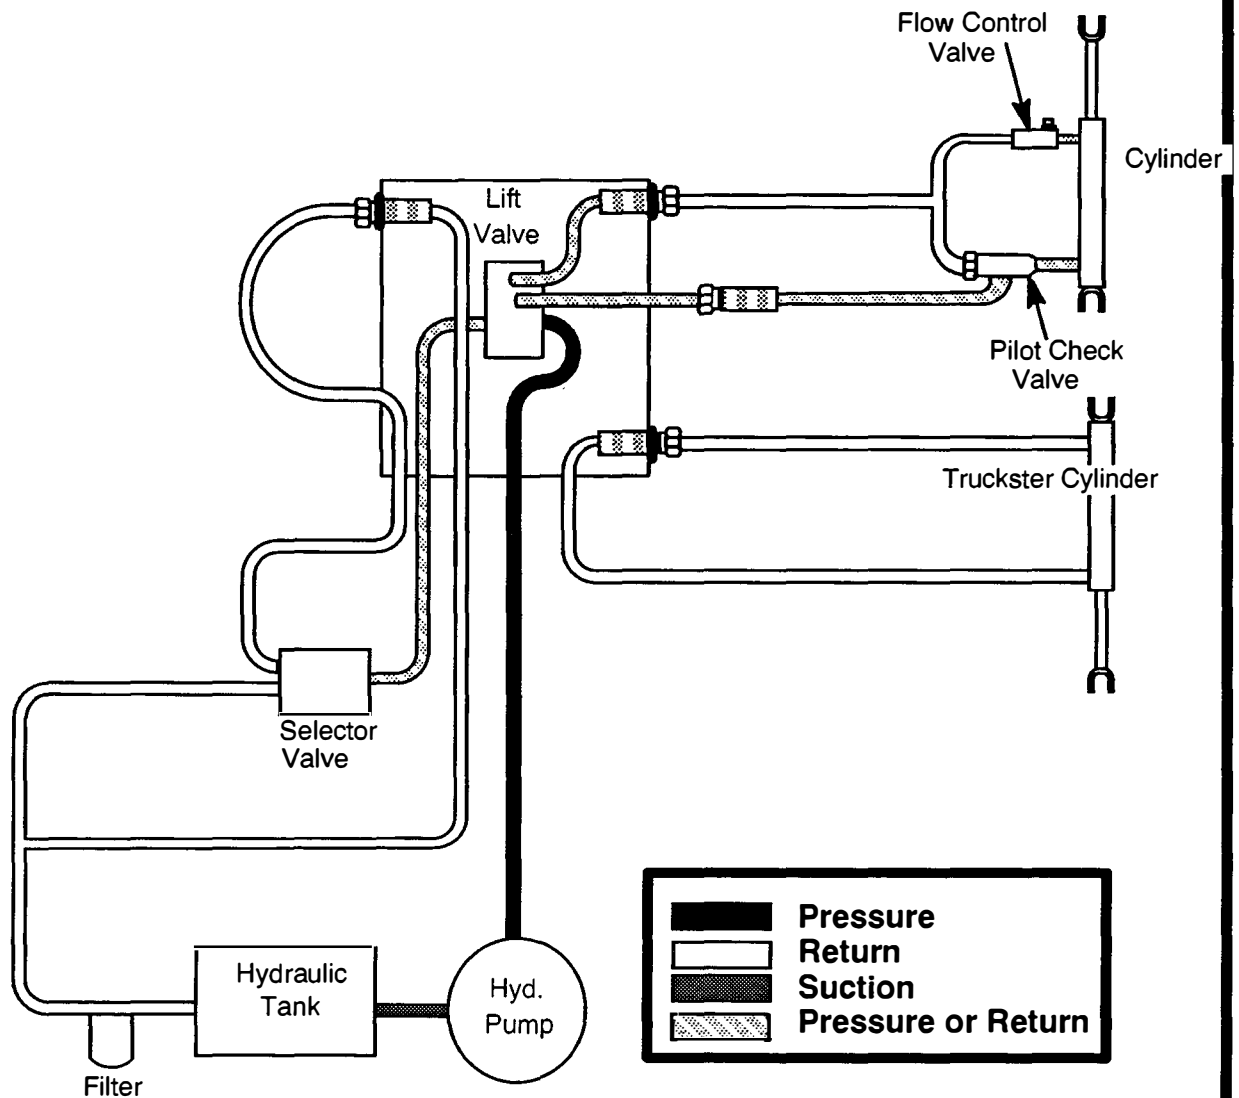 Flow Control
Valve
Cylinder
Lift
Valve
Pilot Check
Valve
Truckster Cylinder
Selector
Valve
Pressure
Return
Suction
Pressure or Return
Hydraulic
Tank
Hyd.
Pump
Filter